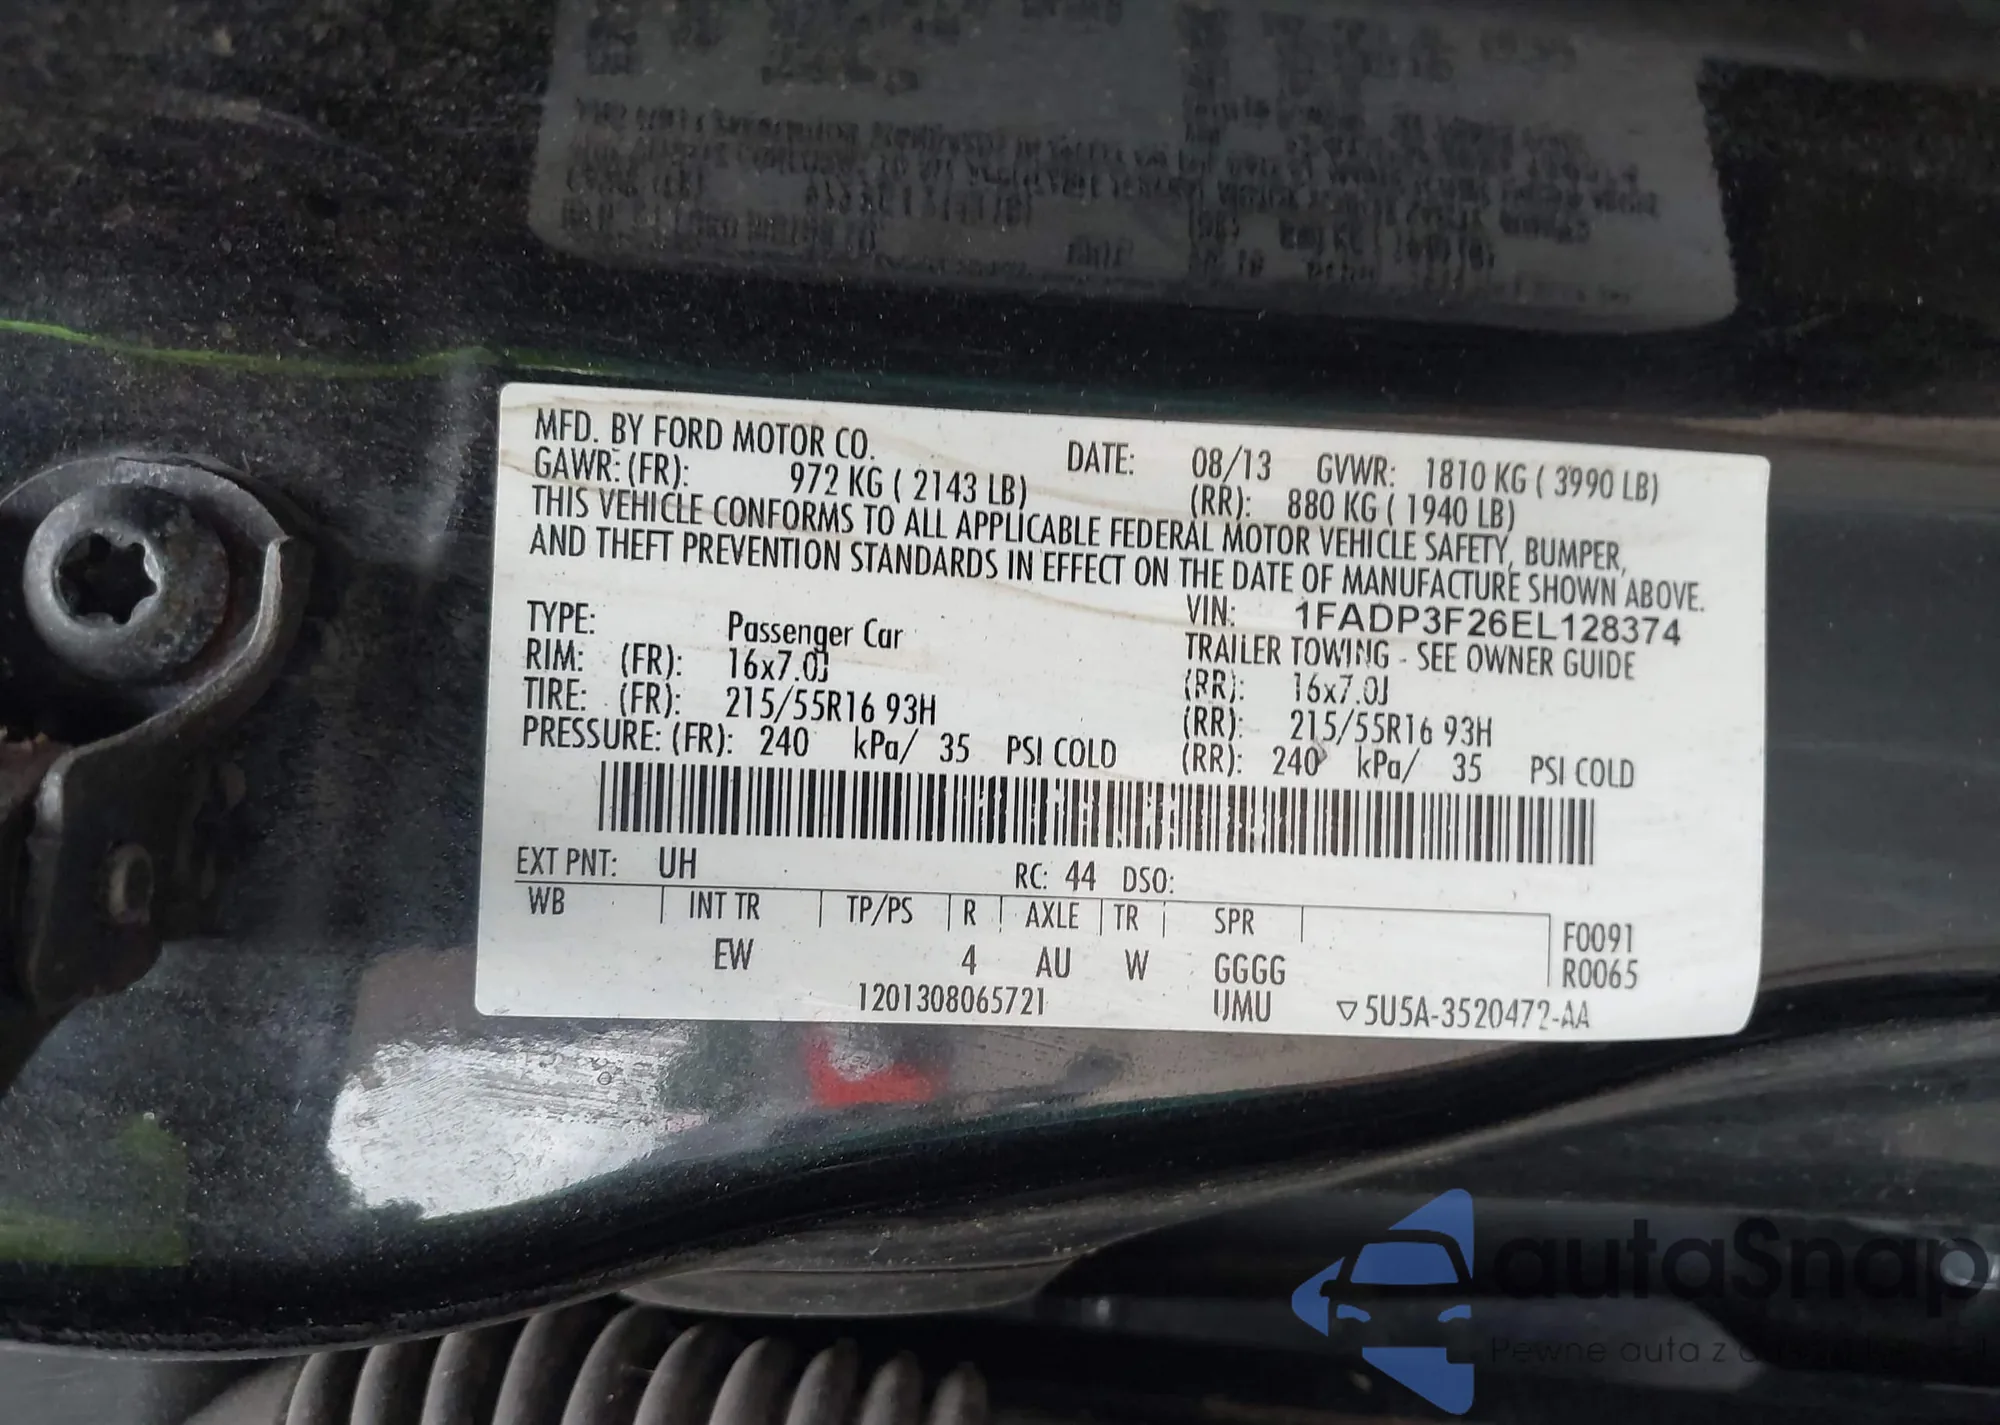 MFD. BY FORD MOTOR CO. DATE: 08/13 GVWR: 1810 KG ( 3990 LB)
GAWR: (FR): 972 KG ( 2143 LB) (RR): 880 KG ( 1940 LB)
THIS VEHICLE CONFORMS TO ALL APPLICABLE FEDERAL MOTOR VEHICLE SAFETY, BUMPER,
AND THEFT PREVENTION STANDARDS IN EFFECT ON THE DATE OF MANUFACTURE SHOWN ABOVE.
VIN: 1FADP3F26EL128374
TYPE: Passenger Car TRAILER TOWING - SEE OWNER GUIDE
RIM: (FR): 16x7.0J (RR): 16x7.0J
TIRE: (FR): 215/55R16 93H (RR): 215/55R16 93H
PRESSURE: (FR): 240 kPa/ 35 PSI COLD (RR): 240 kPa/ 35 PSI COLD
EXT PNT: UH RC: 44 DSO:
WB INT TR TP/PS R AXLE TR SPR F0091
EW 4 AU W GGGG R0065
1201308065721 UMU ▽5U5A-3520472-AA
autaSnap
Pewne auta z